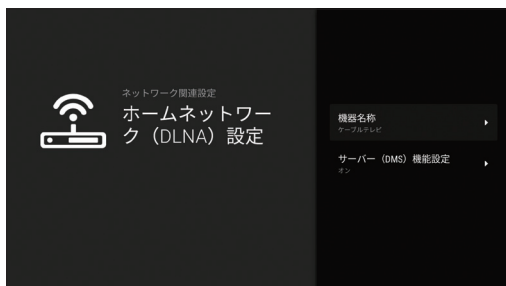 ネットワーク関連設定
ホームネットワー
ク（DLNA）設定
機器名称
ケーブルテレビ
サーバー（DMS）機能設定
オン